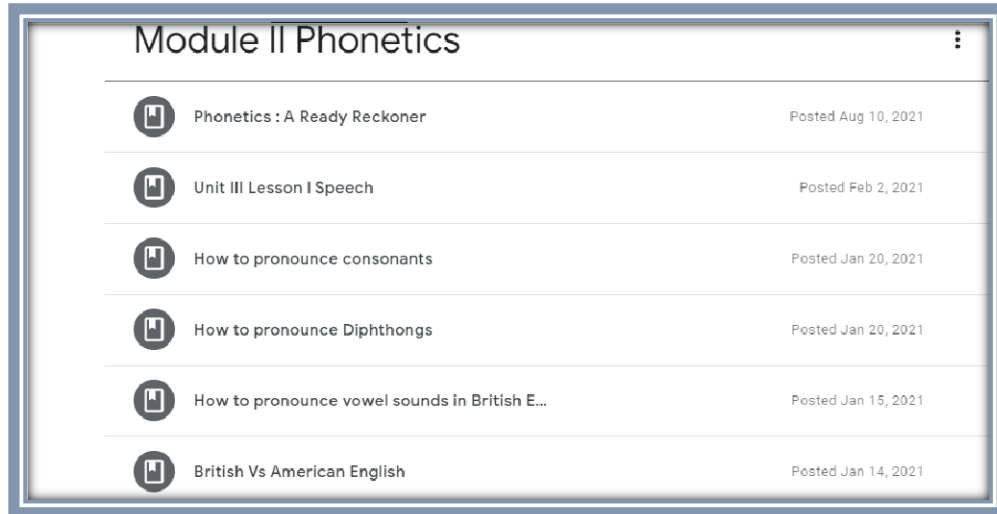 Module II Phonetics
Phonetics : A Ready Reckoner Posted Aug 10, 2021
Unit III Lesson I Speech Posted Feb 2, 2021
How to pronounce consonants Posted Jan 20, 2021
How to pronounce Diphthongs Posted Jan 20, 2021
How to pronounce vowel sounds in British E... Posted Jan 15, 2021
British Vs American English Posted Jan 14, 2021